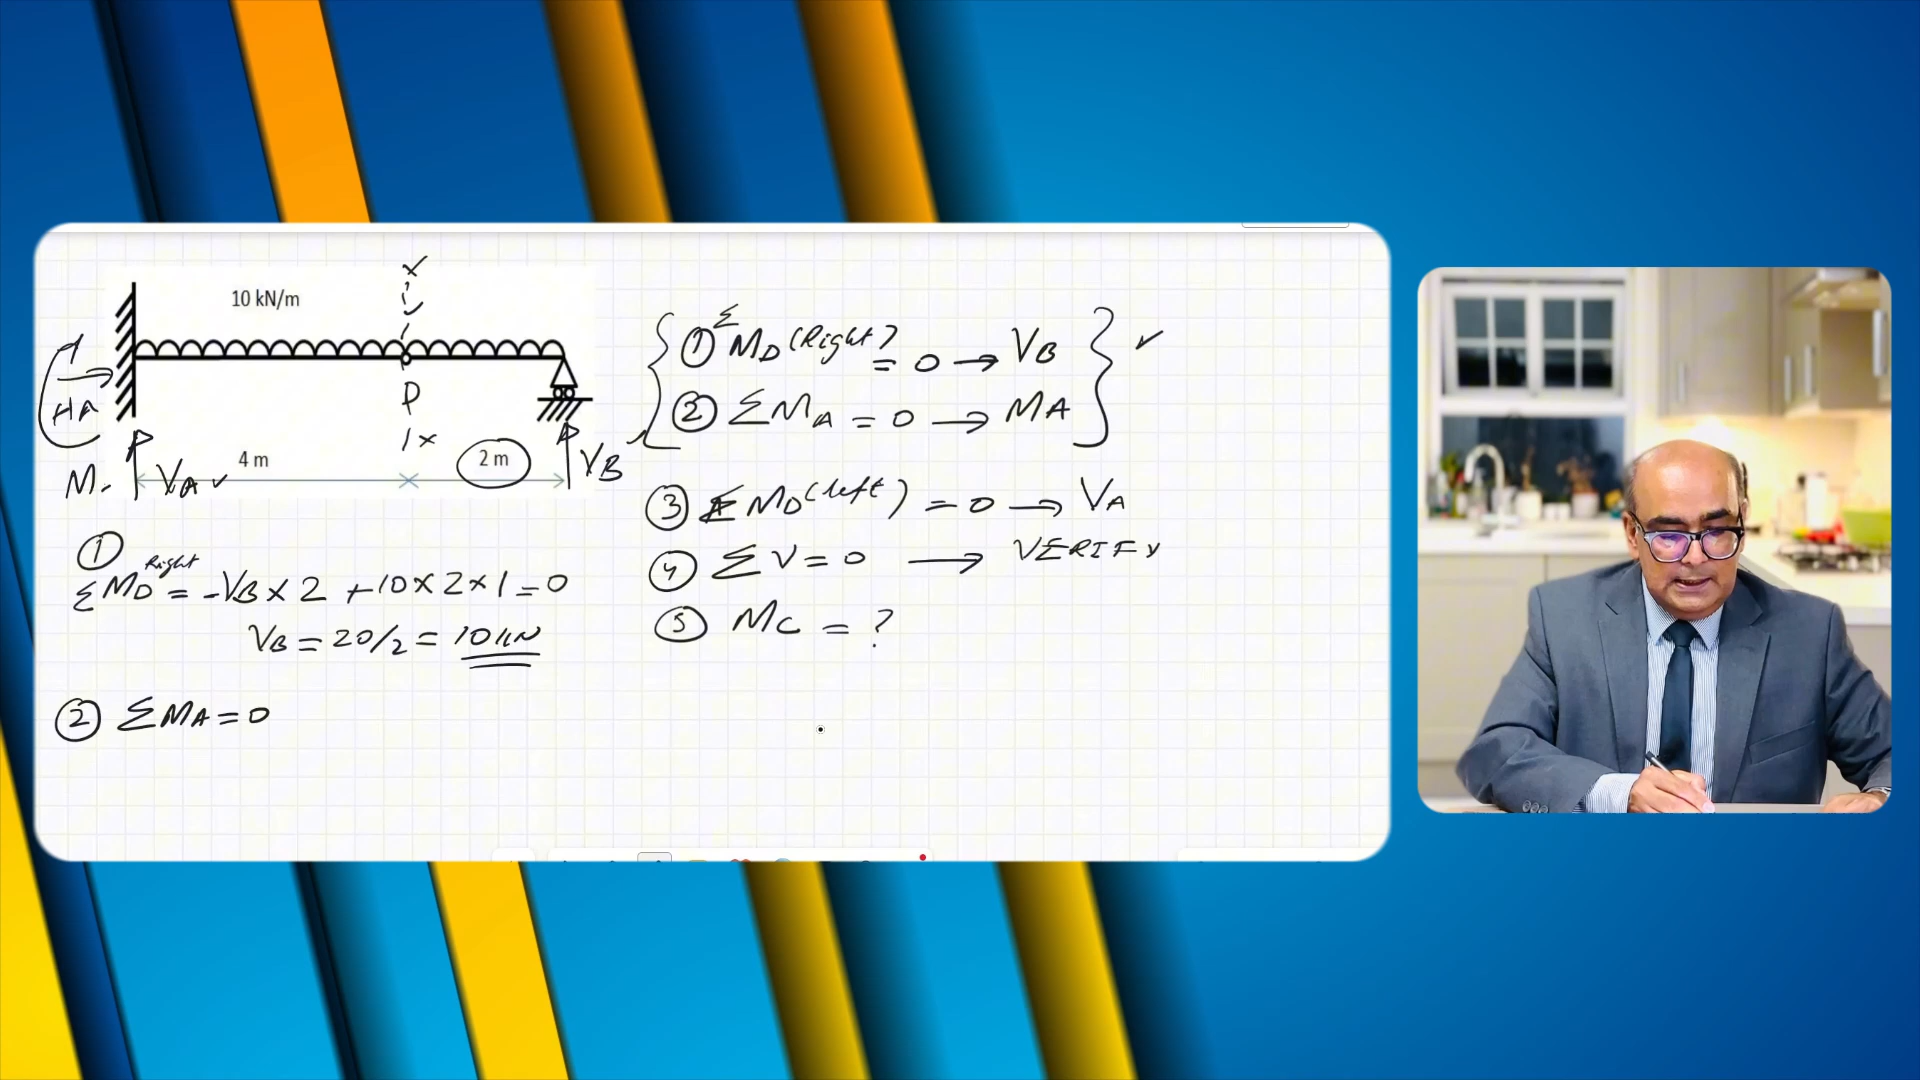 10 kN/m
HA
D
x
4 m
2 m
VB
M
VA ✓
① ΣMD (Right) = 0 → VB ✓
② ΣMA = 0 → MA
③ ΣMD (left) = 0 → VA
④ ΣV = 0 → VERIFY
⑤ MC = ?
①
ΣMD Right = -VB x 2 + 10 x 2 x 1 = 0
VB = 20/2 = 10 kN
② ΣMA = 0